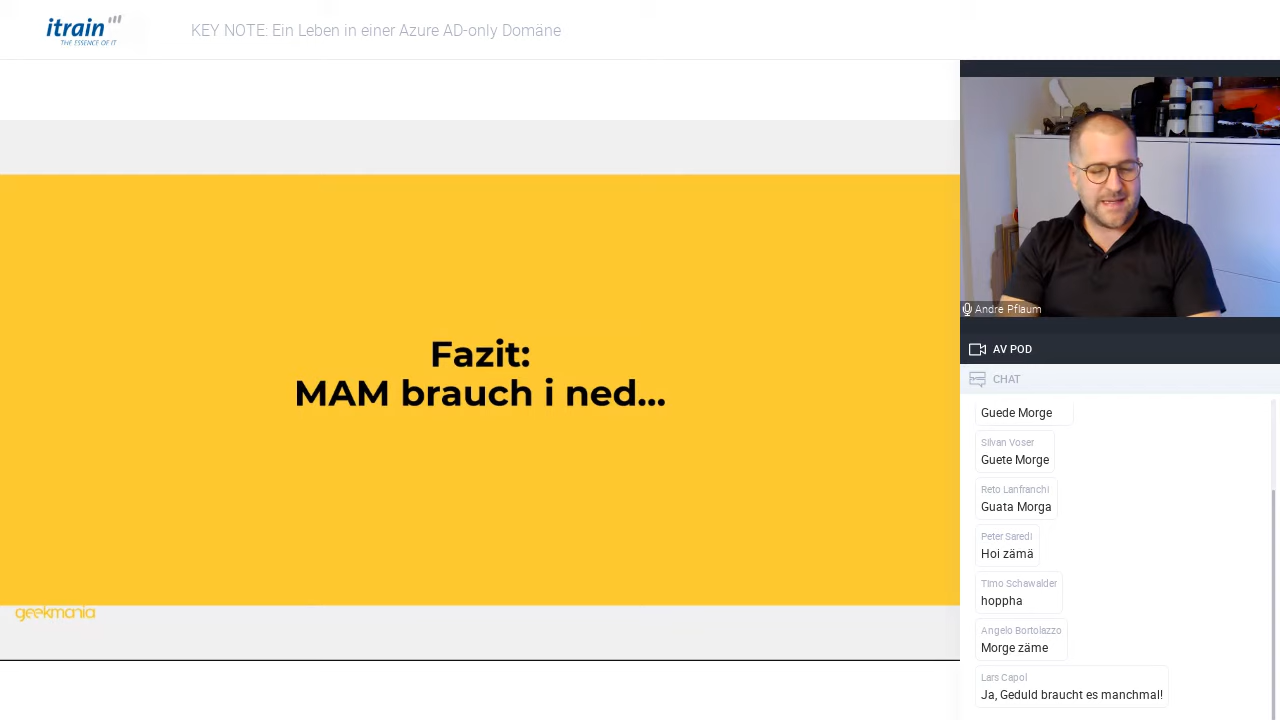 itrain
THE ESSENCE OF IT
KEY NOTE: Ein Leben in einer Azure AD-only Domäne
Fazit:
MAM brauch i ned...
geekmania
Andre Pflaum
AV POD
CHAT
Guede Morge
Silvan Voser
Guete Morge
Reto Lanfranchi
Guata Morga
Peter Saredi
Hoi zämä
Timo Schawalder
hoppha
Angelo Bortolazzo
Morge zäme
Lars Capol
Ja, Geduld braucht es manchmal!